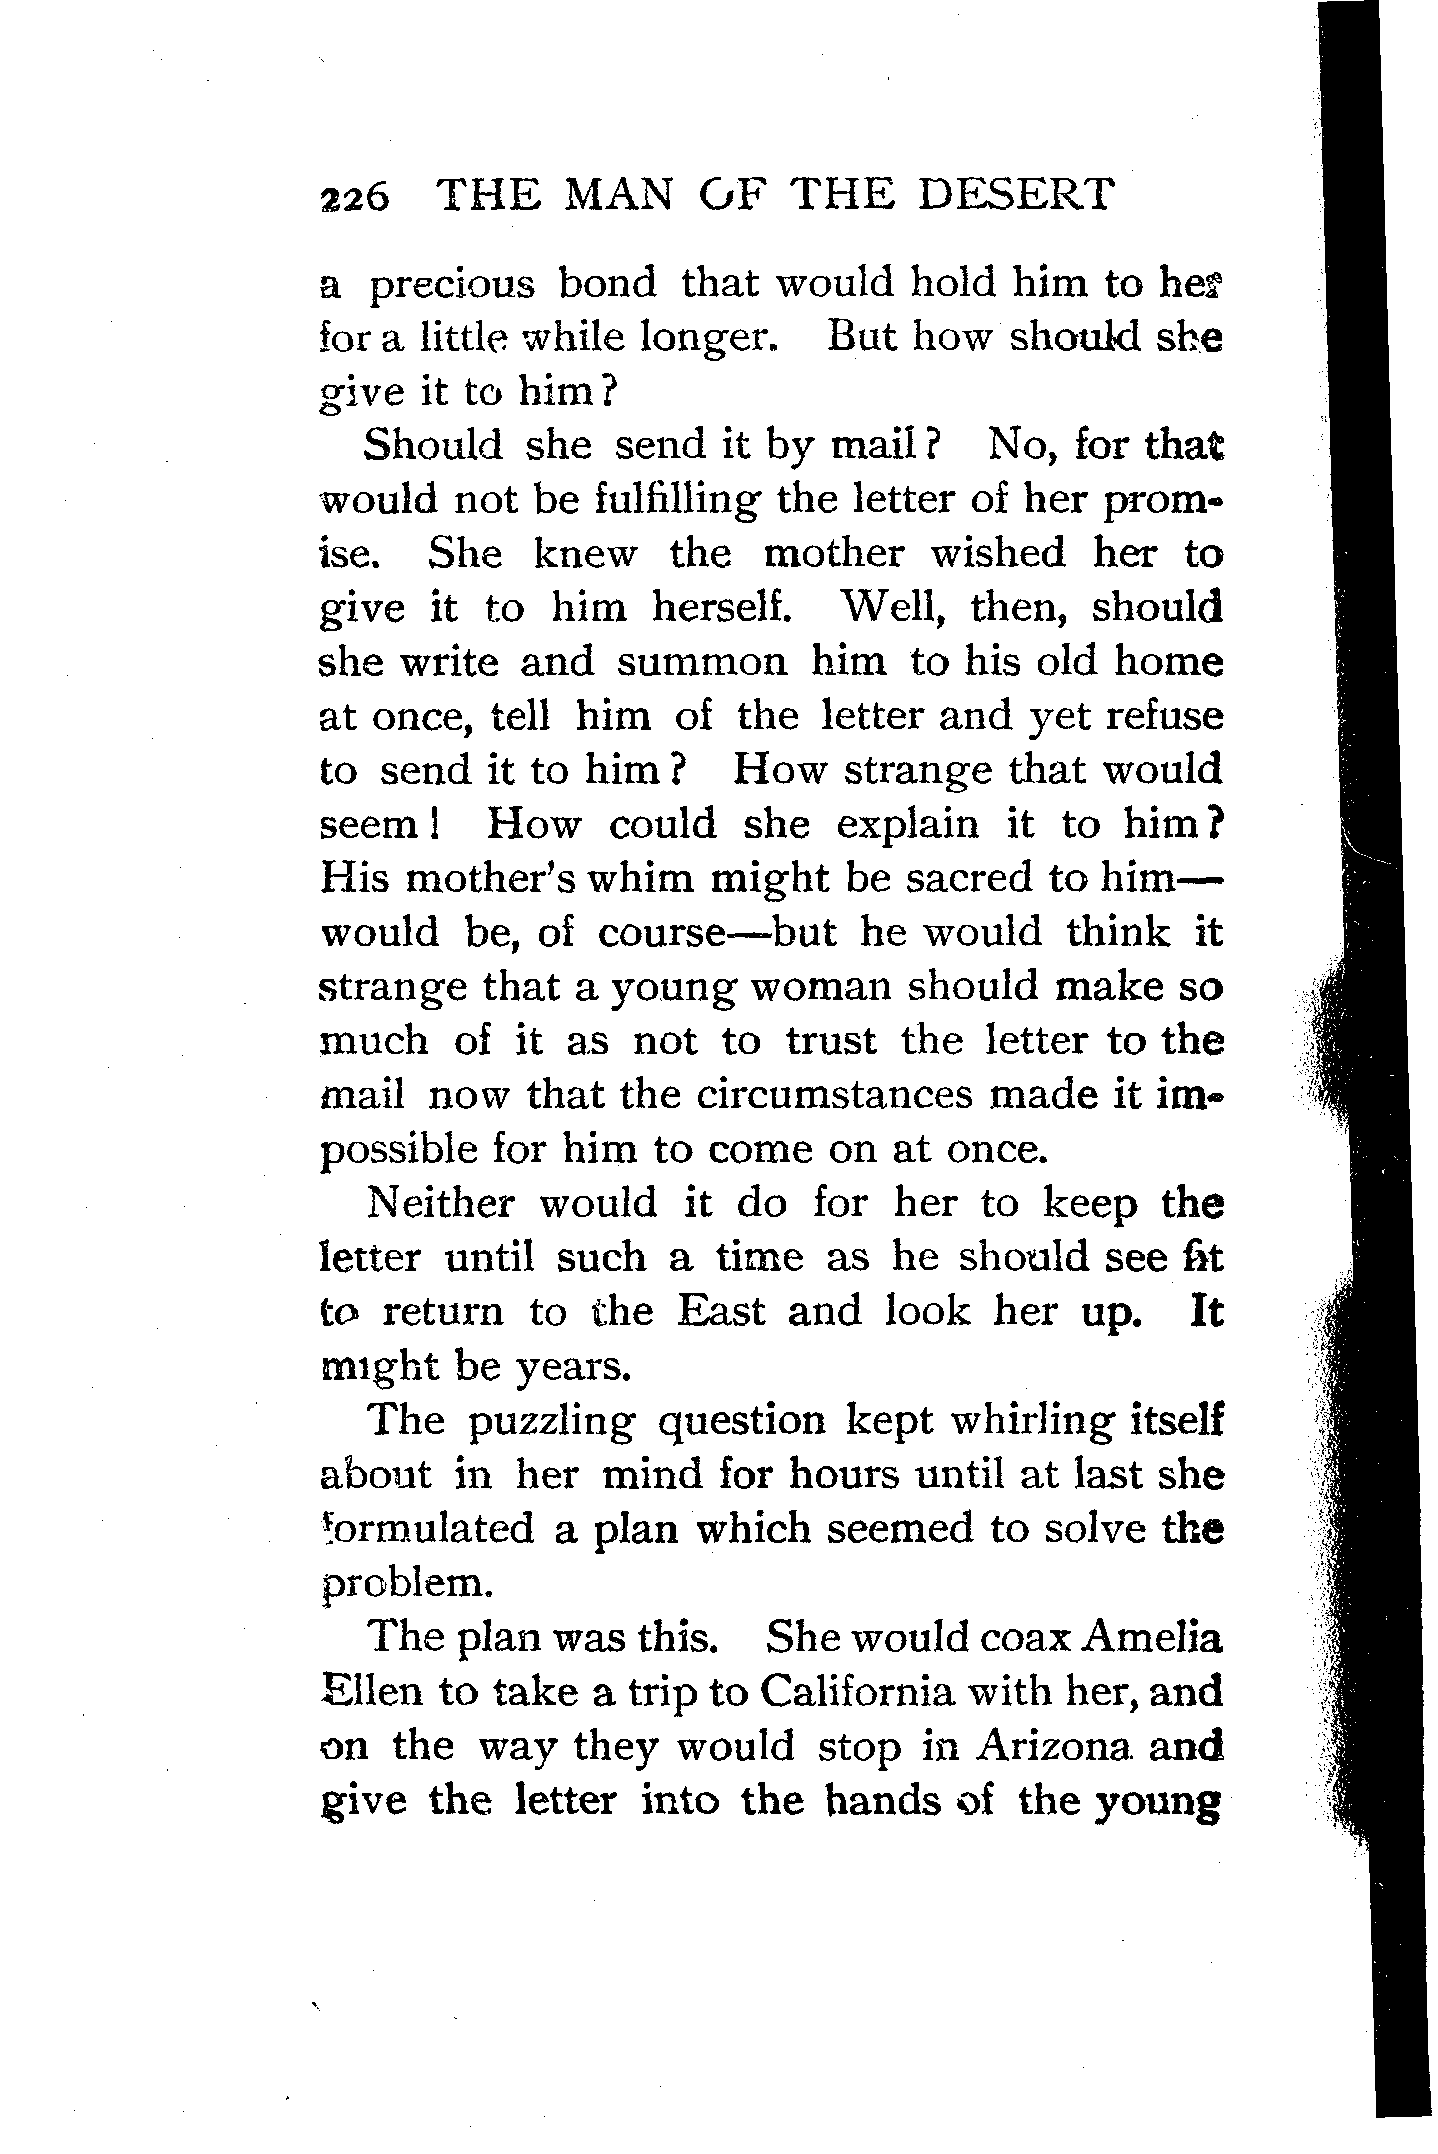 226 THE MAN OF THE DESERT
a precious bond that would hold him to her
for a little while longer. But how should she
give it to him?
Should she send it by mail? No, for that
would not be fulfilling the letter of her prom-
ise. She knew the mother wished her to
give it to him herself. Well, then, should
she write and summon him to his old home
at once, tell him of the letter and yet refuse
to send it to him? How strange that would
seem! How could she explain it to him?
His mother's whim might be sacred to him—
would be, of course—but he would think it
strange that a young woman should make so
much of it as not to trust the letter to the
mail now that the circumstances made it im-
possible for him to come on at once.
Neither would it do for her to keep the
letter until such a time as he should see fit
to return to the East and look her up. It
might be years.
The puzzling question kept whirling itself
about in her mind for hours until at last she
formulated a plan which seemed to solve the
problem.
The plan was this. She would coax Amelia
Ellen to take a trip to California with her, and
on the way they would stop in Arizona and
give the letter into the hands of the young